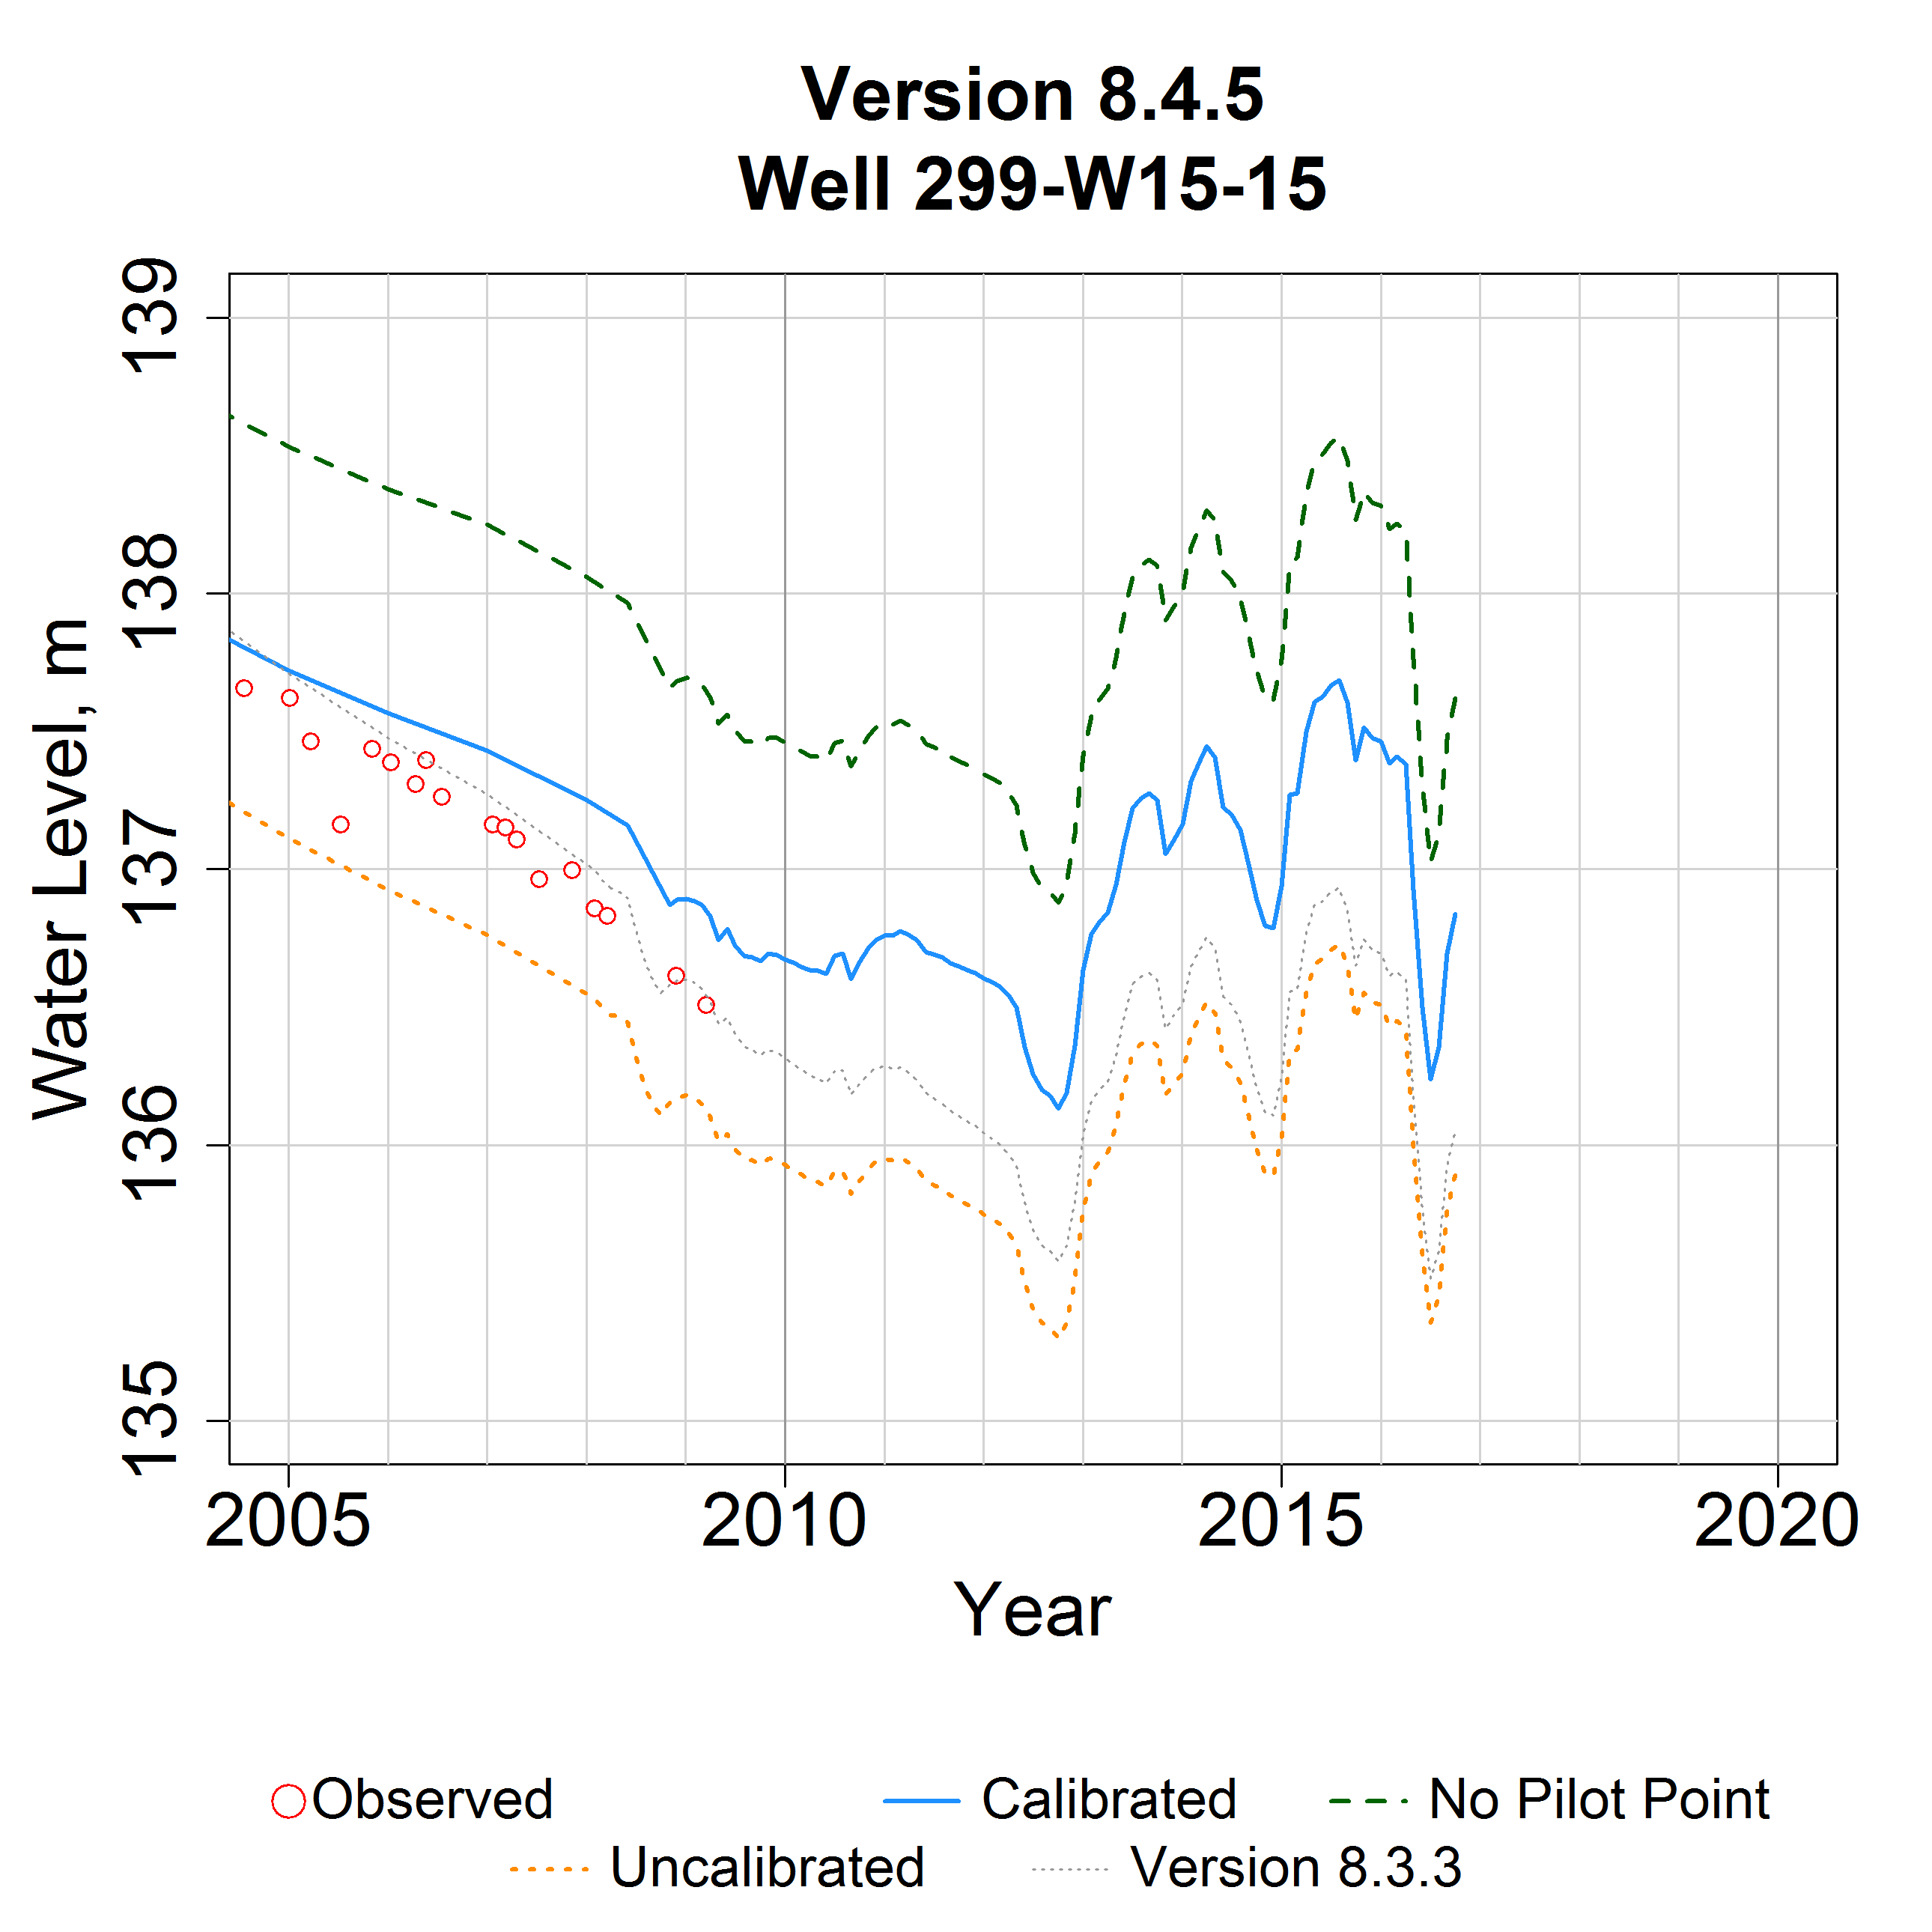 Version 8.4.5
Well 299-W15-15
Water Level, m
139
138
137
136
135
2005 2010 2015 2020
Year
Observed Calibrated No Pilot Point
Uncalibrated Version 8.3.3